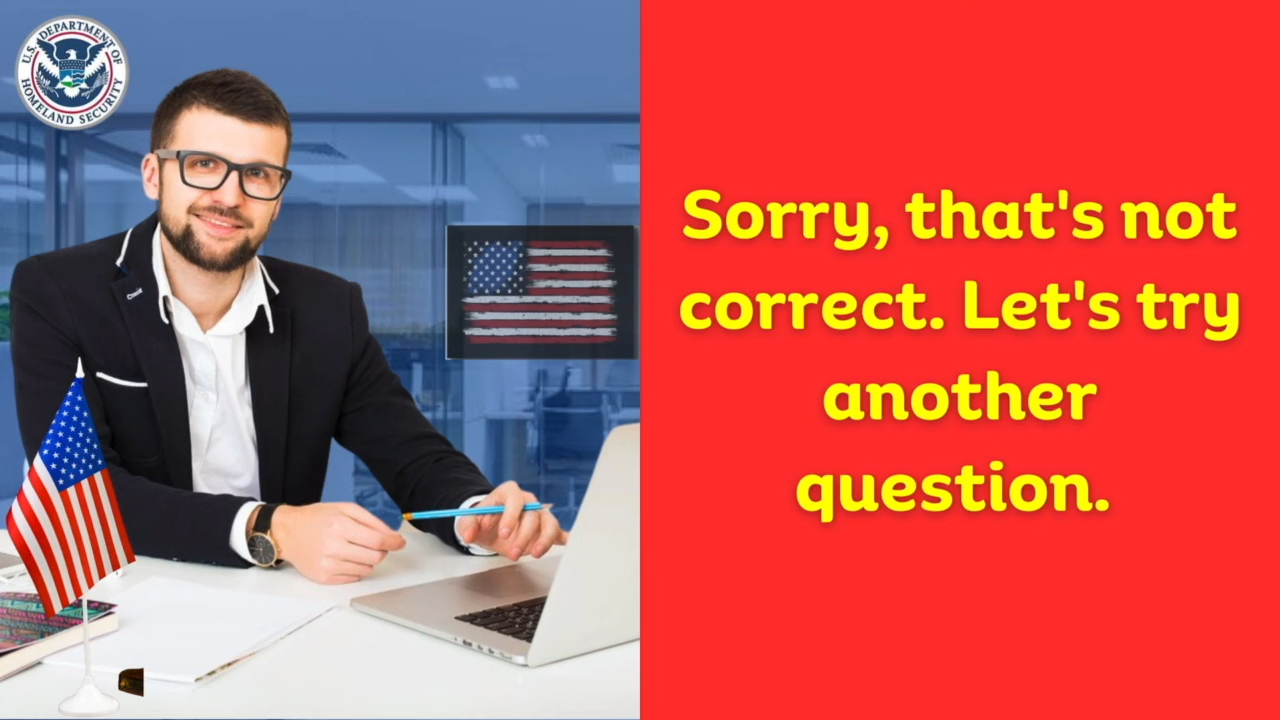 U.S. DEPARTMENT OF
HOMELAND SECURITY
Sorry, that's not
correct. Let's try
another
question.